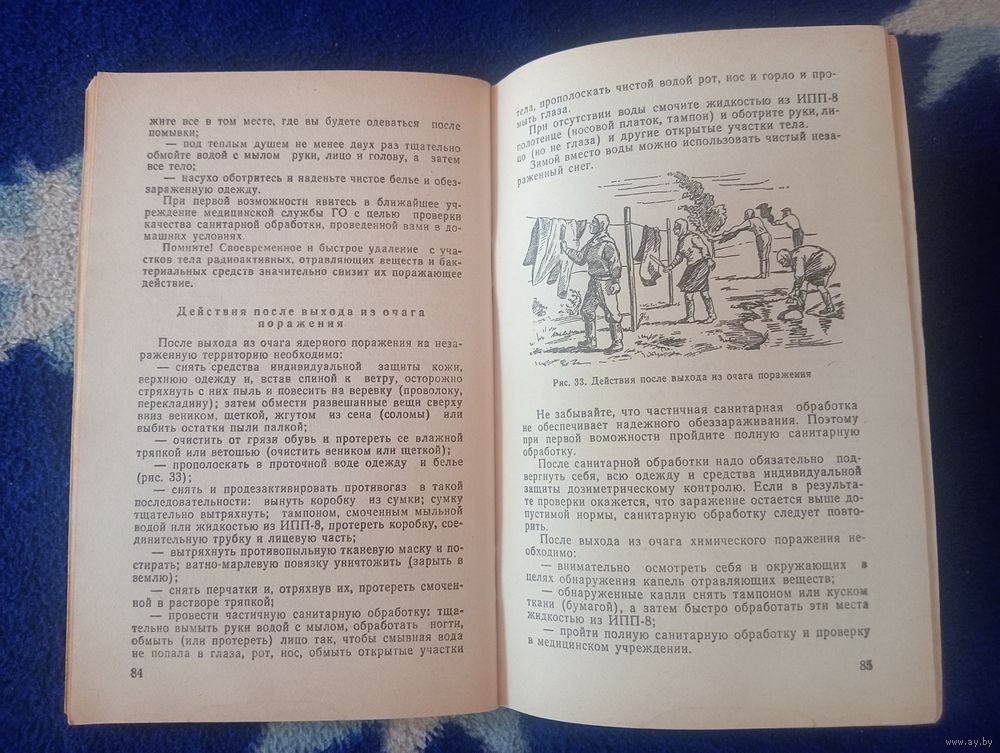 жите все в том месте, где вы будете одеваться после
помывки;
— под теплым душем не менее двух раз тщательно
обмойте водой с мылом руки, лицо и голову, а затем
все тело;
— насухо оботритесь и наденьте чистое белье и обез-
зараженную одежду.
При первой возможности явитесь в ближайшее уч-
реждение медицинской службы ГО с целью проверки
качества санитарной обработки, проведенной вами в до-
машних условиях.
Помните! Своевременное и быстрое удаление с уча-
стков тела радиоактивных, отравляющих веществ и бак-
териальных средств значительно снизит их поражающее
действие.
Действия после выхода из очага
поражения
После выхода из очага ядерного поражения на неза-
раженную территорию необходимо:
— снять средства индивидуальной защиты кожи,
верхнюю одежду и, встав спиной к ветру, осторожно
стряхнуть с них пыль и повесить на веревку (проволоку,
перекладину); затем обмести развешанные вещи сверху
вниз веником, щеткой, жгутом из сена (соломы) или
выбить остатки пыли палкой;
— очистить от грязи обувь и протереть ее влажной
тряпкой или ветошью (очистить веником или щеткой);
— прополоскать в проточной воде одежду и белье
(рис. 33);
— снять и продезактивировать противогаз в такой
последовательности: вынуть коробку из сумки; сумку
тщательно вытряхнуть; тампоном, смоченным мыльной
водой или жидкостью из ИПП-8, протереть коробку, сое-
динительную трубку и лицевую часть;
— вытряхнуть противопыльную тканевую маску и по-
стирать; ватно-марлевую повязку уничтожить (зарыть в
землю);
— снять перчатки и, отряхнув их, протереть смочен-
ной в растворе тряпкой;
— провести частичную санитарную обработку: тща-
тельно вымыть руки водой с мылом, обработать ногти,
обмыть (или протереть) лицо так, чтобы смывная вода
не попала в глаза, рот, нос, обмыть открытые участки
84
тела, прополоскать чистой водой рот, нос и горло и про-
мыть глаза.
При отсутствии воды смочите жидкостью из ИПП-8
полотенце (носовой платок, тампон) и оботрите руки, ли-
цо (но не глаза) и другие открытые участки тела.
Зимой вместо воды можно использовать чистый неза-
раженный снег.
Рис. 33. Действия после выхода из очага поражения
Не забывайте, что частичная санитарная обработка
не обеспечивает надежного обеззараживания. Поэтому
при первой вомożности пройдите полную санитарную
обработку.
После санитарной обработки надо обязательно под-
вергнуть себя, всю одежду и средства индивидуальной
защиты дозиметрическому контролю. Если в результа-
те проверки окажется, что заражение остается выше до-
пустимой нормы, санитарную обработку следует повто-
рить.
После выхода из очага химического поражения не-
обходимо:
— внимательно осмотреть себя и окружающих в
целях обнаружения капель отравляющих веществ;
— обнаруженные капли снять тампоном или куском
ткани (бумагой), а затем быстро обработать эти места
жидкостью из ИПП-8;
— пройти полную санитарную обработку и проверку
в медицинском учреждении.
85
www.ay.by